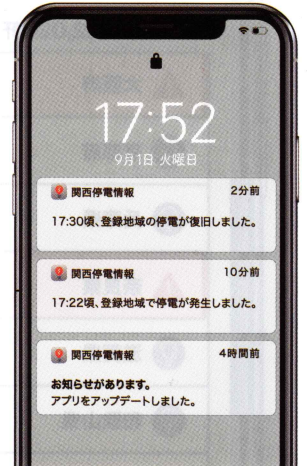 17:52
9月1日 火曜日
関西停電情報 2分前
17:30頃、登録地域の停電が復旧しました。
関西停電情報 10分前
17:22頃、登録地域で停電が発生しました。
関西停電情報 4時間前
お知らせがあります。
アプリをアップデートしました。